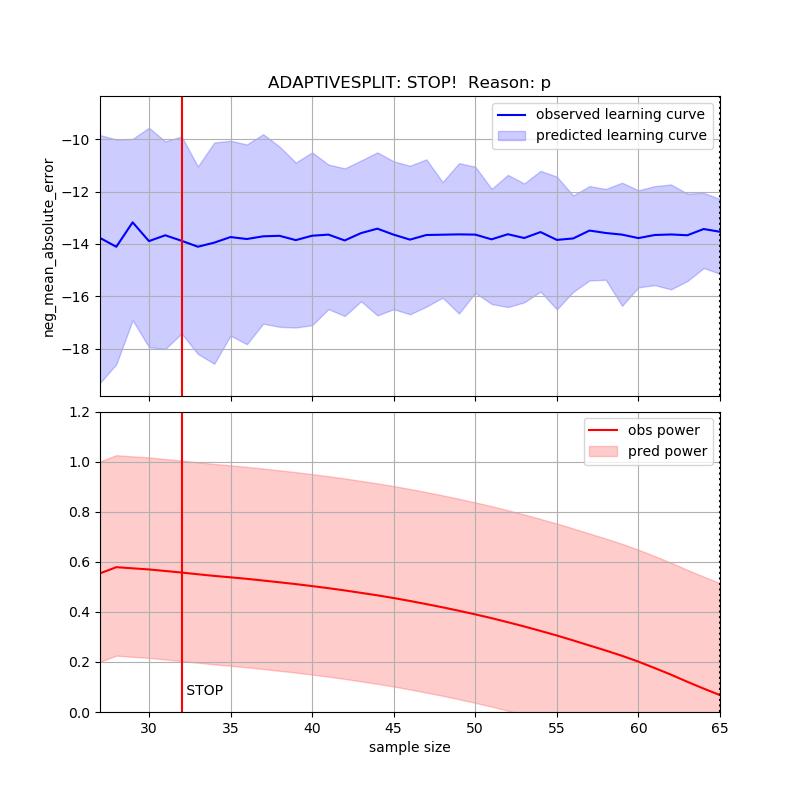 ADAPTIVESPLIT: STOP!  Reason: p
observed learning curve
predicted learning curve
neg_mean_absolute_error
−10
−12
−14
−16
−18
obs power
pred power
1.2
1.0
0.8
0.6
0.4
0.2
0.0
STOP
30 35 40 45 50 55 60 65
sample size